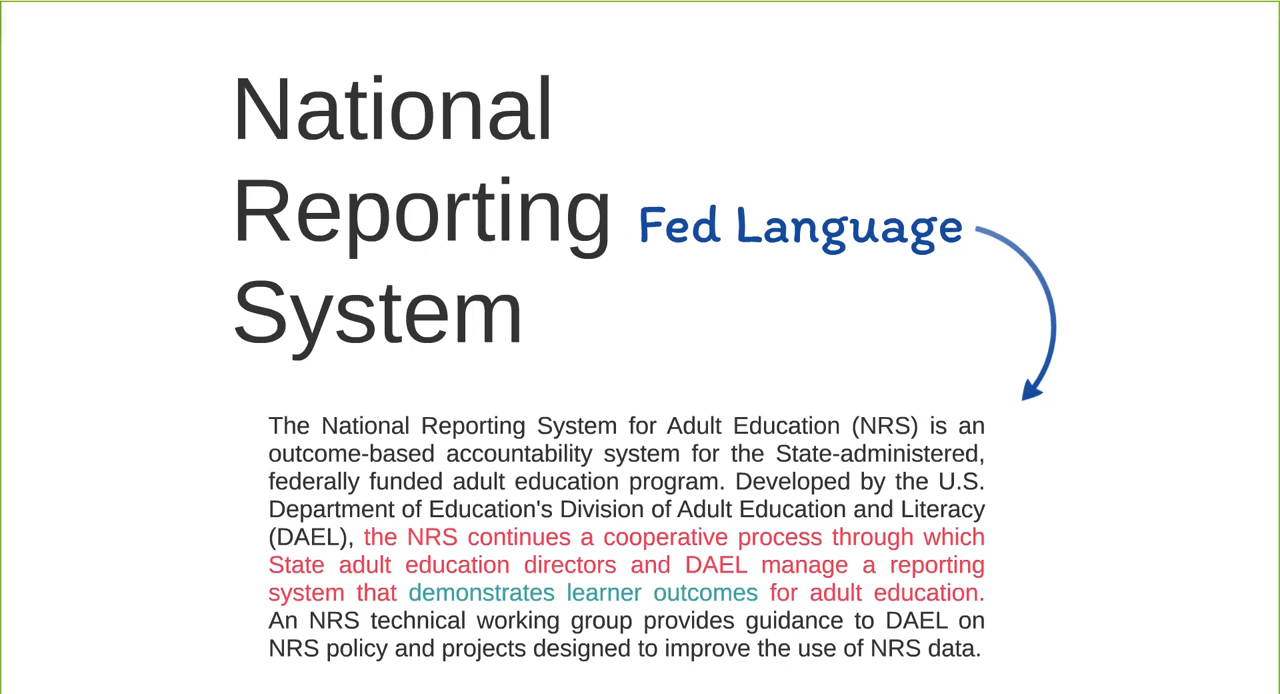 National
Reporting
System
Fed Language
The National Reporting System for Adult Education (NRS) is an
outcome-based accountability system for the State-administered,
federally funded adult education program. Developed by the U.S.
Department of Education's Division of Adult Education and Literacy
(DAEL), the NRS continues a cooperative process through which
State adult education directors and DAEL manage a reporting
system that demonstrates learner outcomes for adult education.
An NRS technical working group provides guidance to DAEL on
NRS policy and projects designed to improve the use of NRS data.